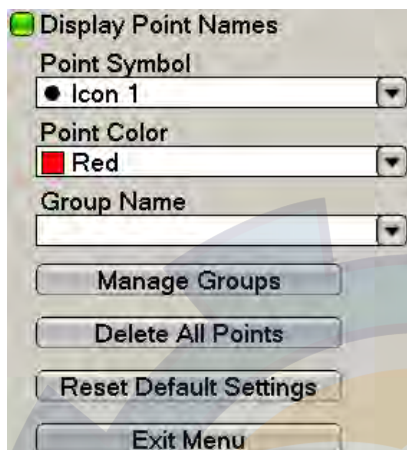 Display Point Names
Point Symbol
Icon 1
Point Color
Red
Group Name
Manage Groups
Delete All Points
Reset Default Settings
Exit Menu